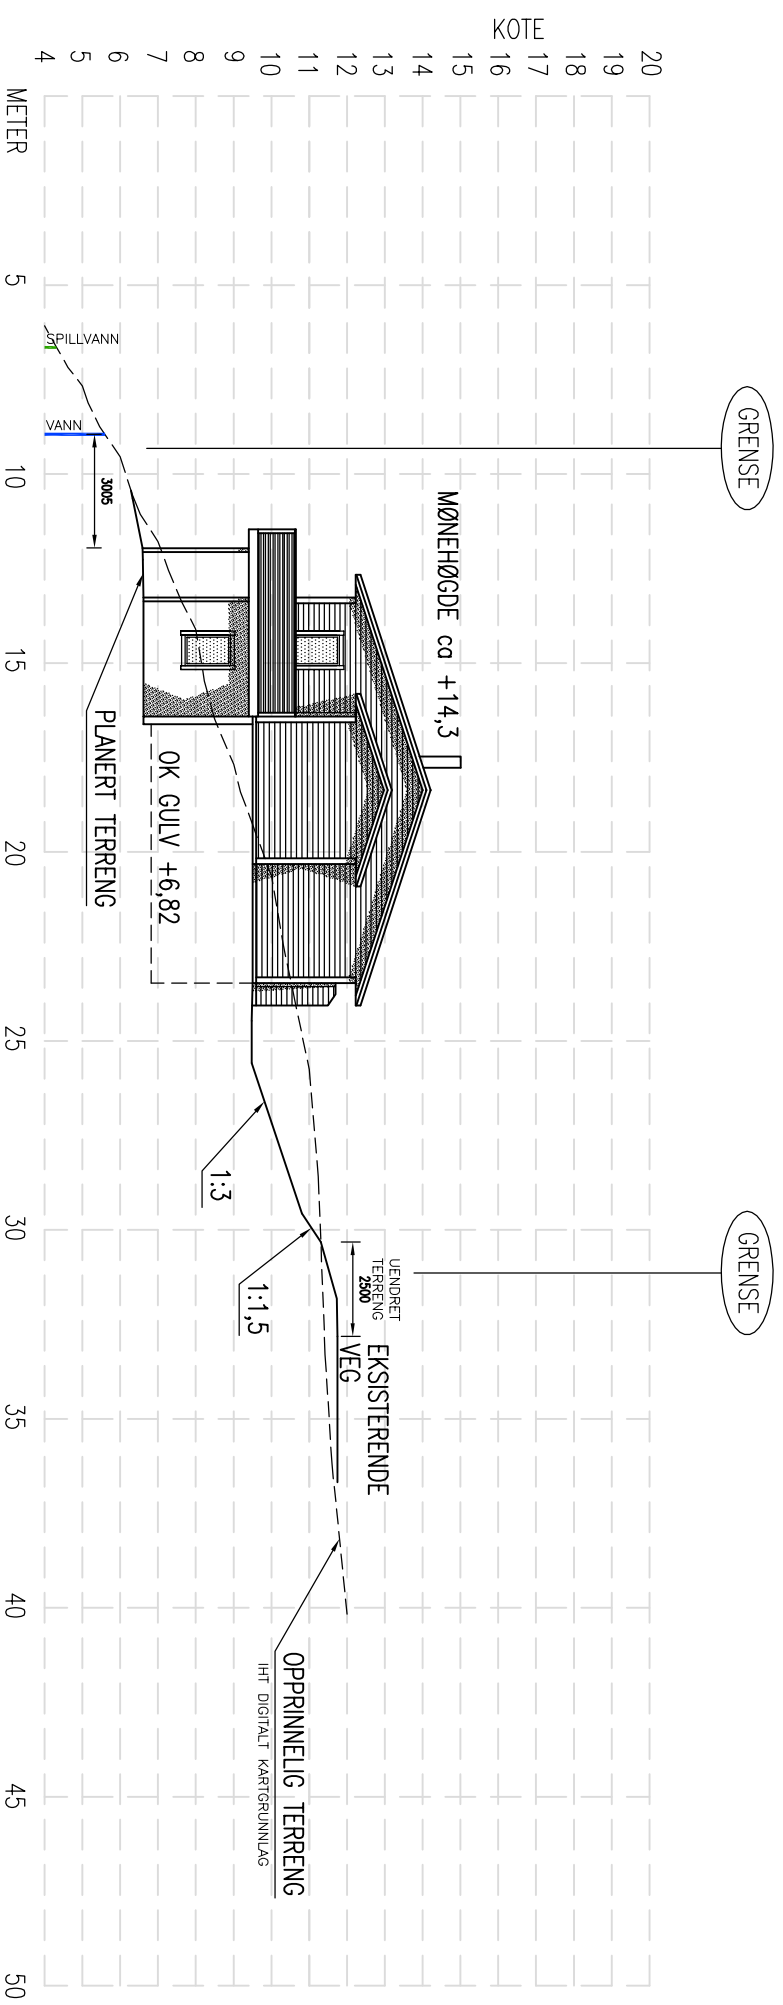 KOTE
20
19
18
17
16
15
14
13
12
11
10
9
8
7
6
5
4
METER
5
10
15
20
25
30
35
40
45
50
GRENSE
GRENSE
MØNEHØGDE ca +14,3
SPILLVANN
VANN
3005
PLANERT TERRENG
OK GULV +6,82
1:3
1:1,5
UENDRET
TERRENG
2500
EKSISTERENDE
VEG
OPPRINNELIG TERRENG
IHT DIGITALT KARTGRUNNLAG